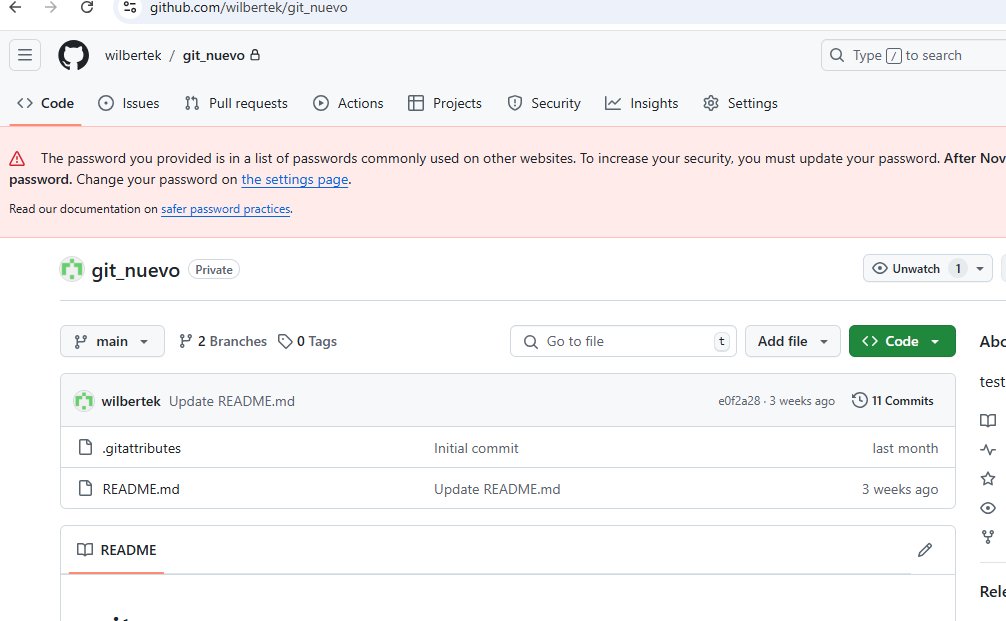 github.com/wilbertek/git_nuevo
wilbertek / git_nuevo
Type / to search
Code Issues Pull requests Actions Projects Security Insights Settings
The password you provided is in a list of passwords commonly used on other websites. To increase your security, you must update your password. After Nov
password. Change your password on the settings page.
Read our documentation on safer password practices.
git_nuevo Private
Unwatch 1
main 2 Branches 0 Tags
Go to file t
Add file
Code
Abo
test
wilbertek Update README.md e0f2a28 · 3 weeks ago 11 Commits
.gitattributes Initial commit last month
README.md Update README.md 3 weeks ago
README
Rele